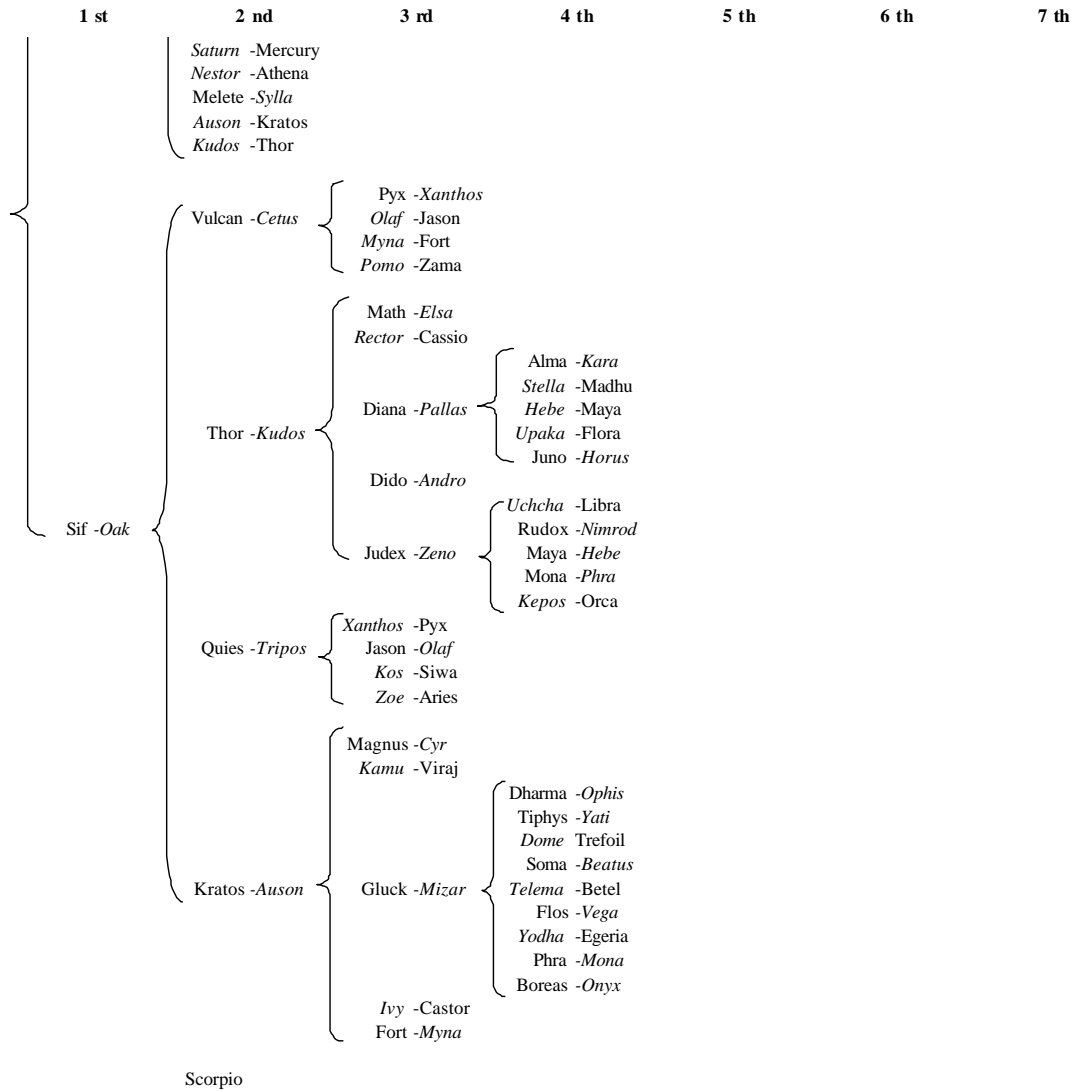 1 st 2 nd 3 rd 4 th 5 th 6 th 7 th
Saturn -Mercury
Nestor -Athena
Melete -Sylla
Auson -Kratos
Kudos -Thor
Pyx -Xanthos
Vulcan -Cetus
Olaf -Jason
Myna -Fort
Pomo -Zama
Math -Elsa
Rector -Cassio
Alma -Kara
Stella -Madhu
Diana -Pallas
Hebe -Maya
Upaka -Flora
Thor -Kudos
Juno -Horus
Dido -Andro
Uchcha -Libra
Sif -Oak
Rudox -Nimrod
Judex -Zeno
Maya -Hebe
Mona -Phra
Kepos -Orca
Xanthos -Pyx
Quies -Tripos
Jason -Olaf
Kos -Siwa
Zoe -Aries
Magnus -Cyr
Kamu -Viraj
Dharma -Ophis
Tiphys -Yati
Dome Trefoil
Soma -Beatus
Kratos -Auson
Gluck -Mizar
Telema -Betel
Flos -Vega
Yodha -Egeria
Phra -Mona
Boreas -Onyx
Ivy -Castor
Fort -Myna
Scorpio